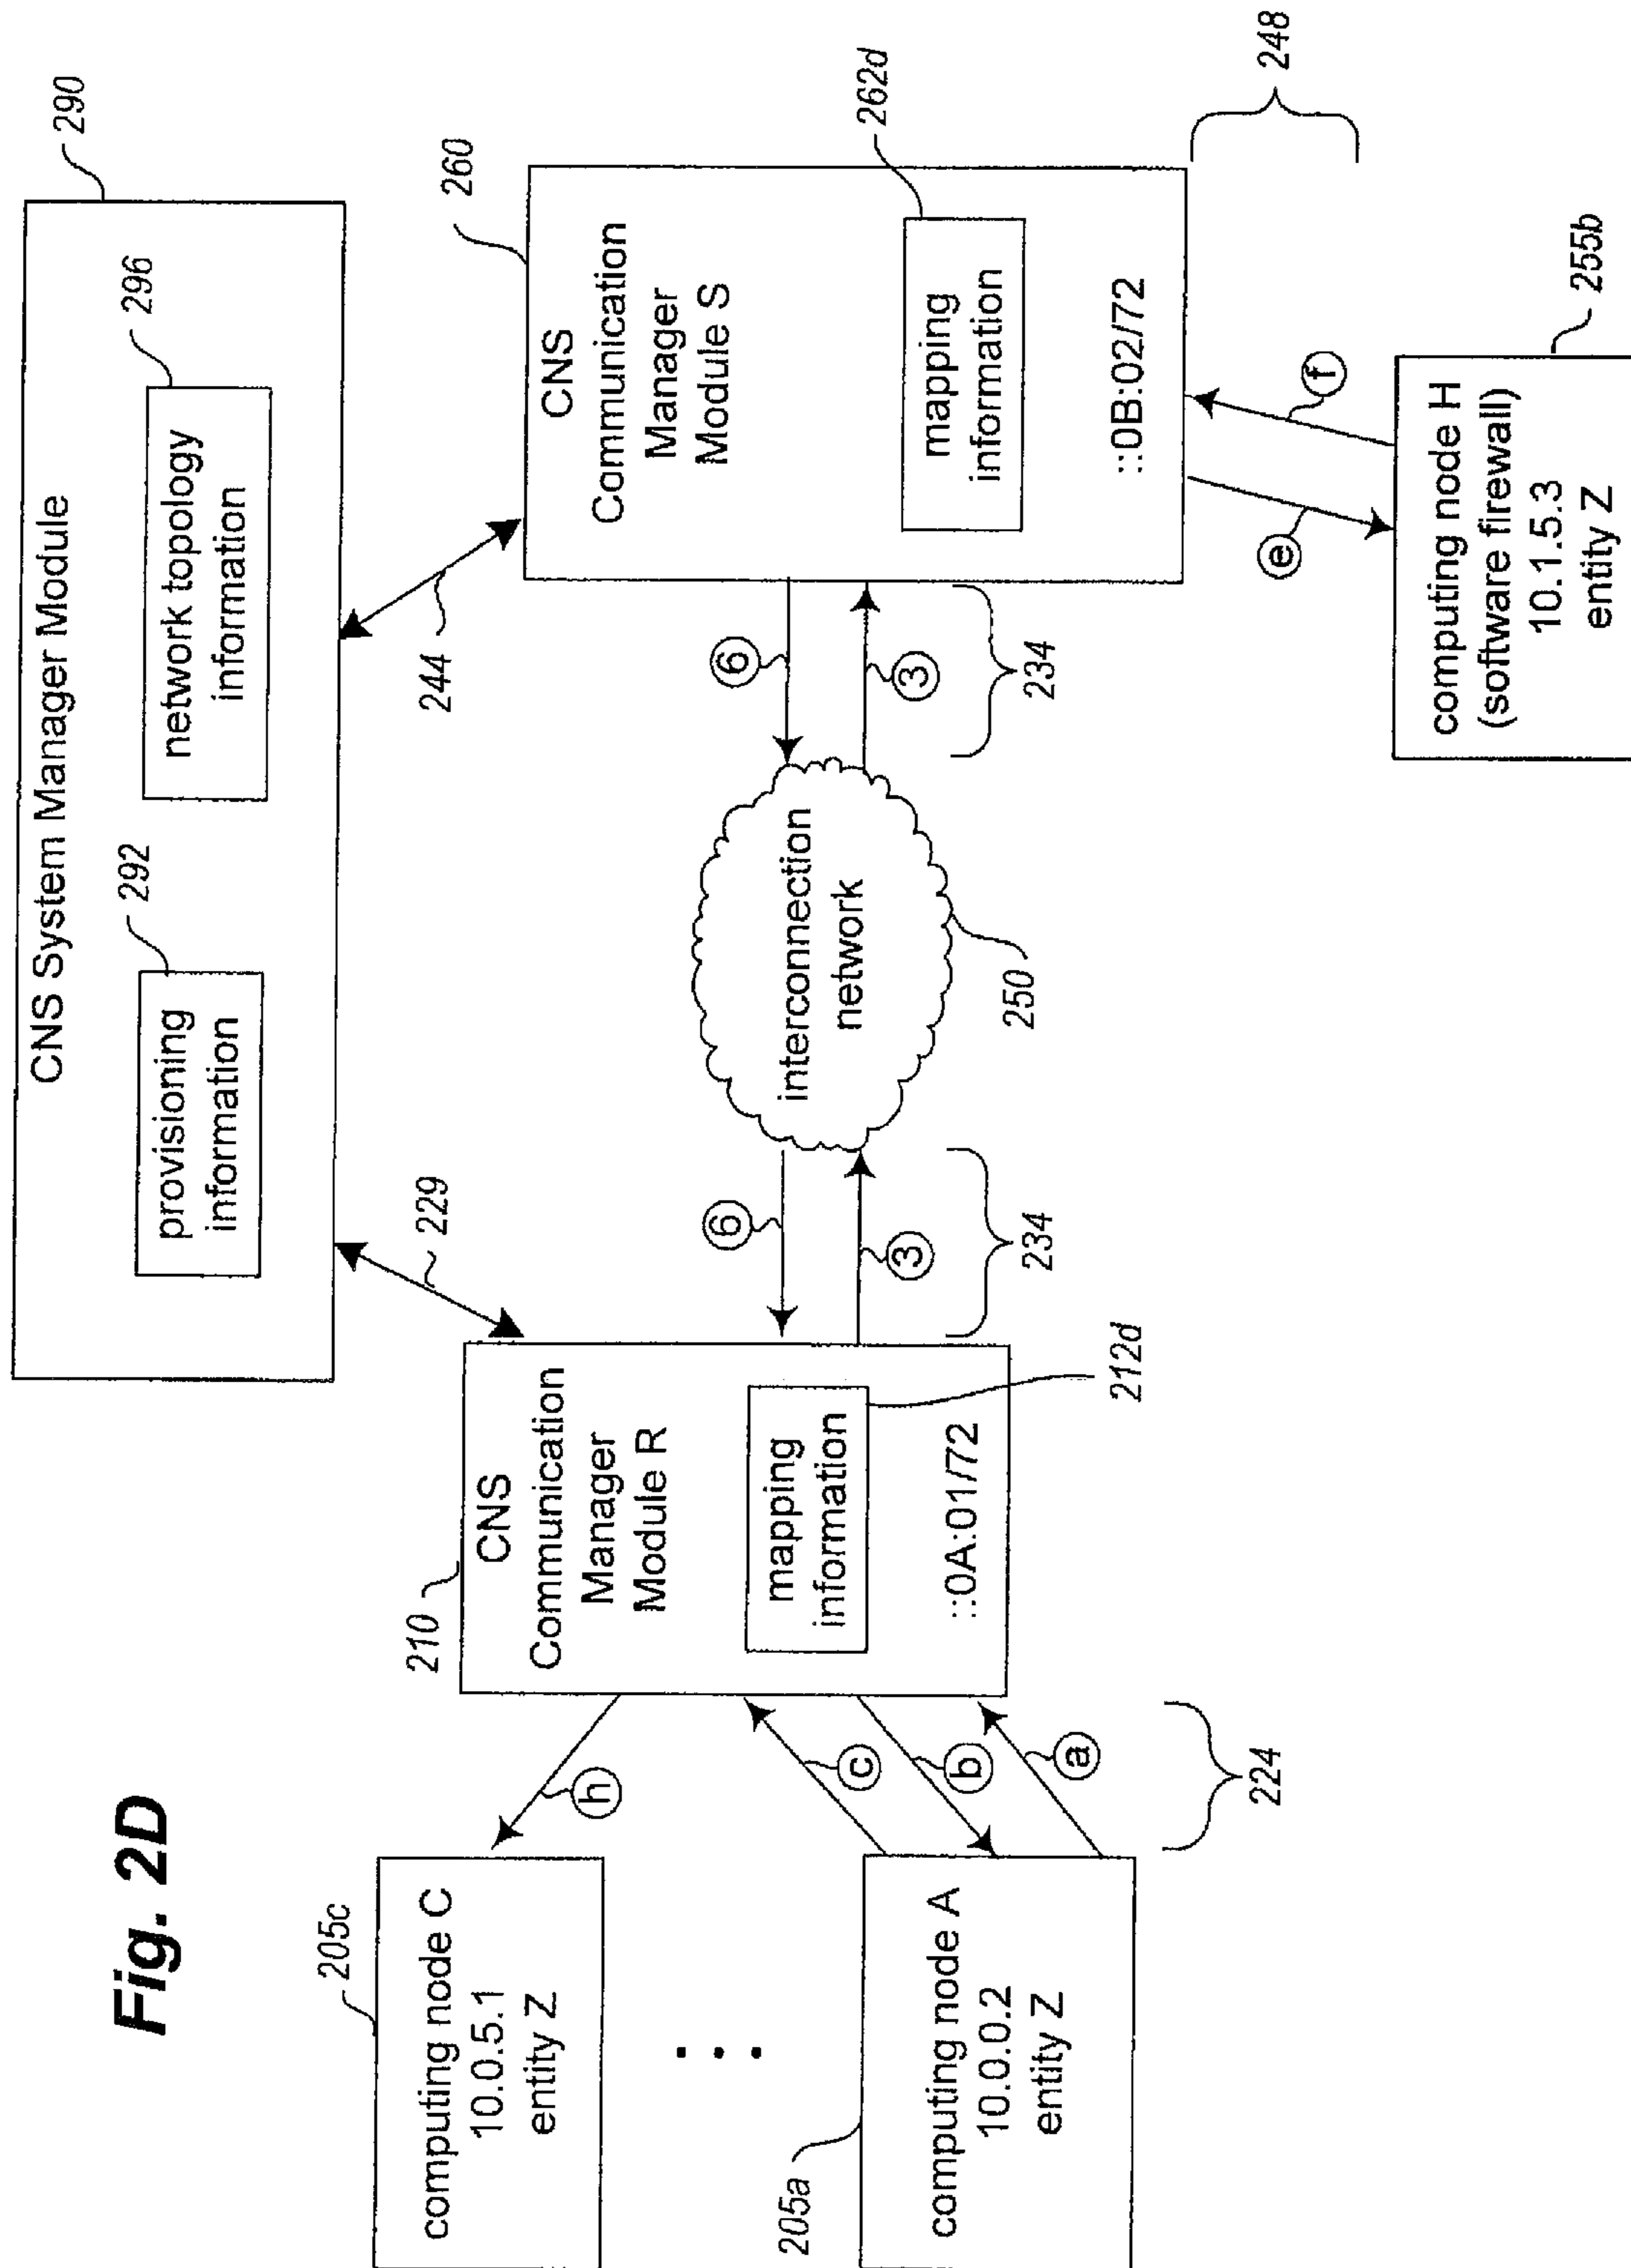 Fig. 2D
290
CNS System Manager Module
292
provisioning
information
296
network topology
information
229
244
205c
computing node C
10.0.5.1
entity Z
205a
computing node A
10.0.0.2
entity Z
h
c
b
a
224
210
CNS
Communication
Manager
Module R
mapping
information
::0A:01/72
212d
6
3
234
interconnection
network
250
6
3
234
260
CNS
Communication
Manager
Module S
262d
mapping
information
::0B:02/72
248
e
f
255b
computing node H
(software firewall)
10.1.5.3
entity Z